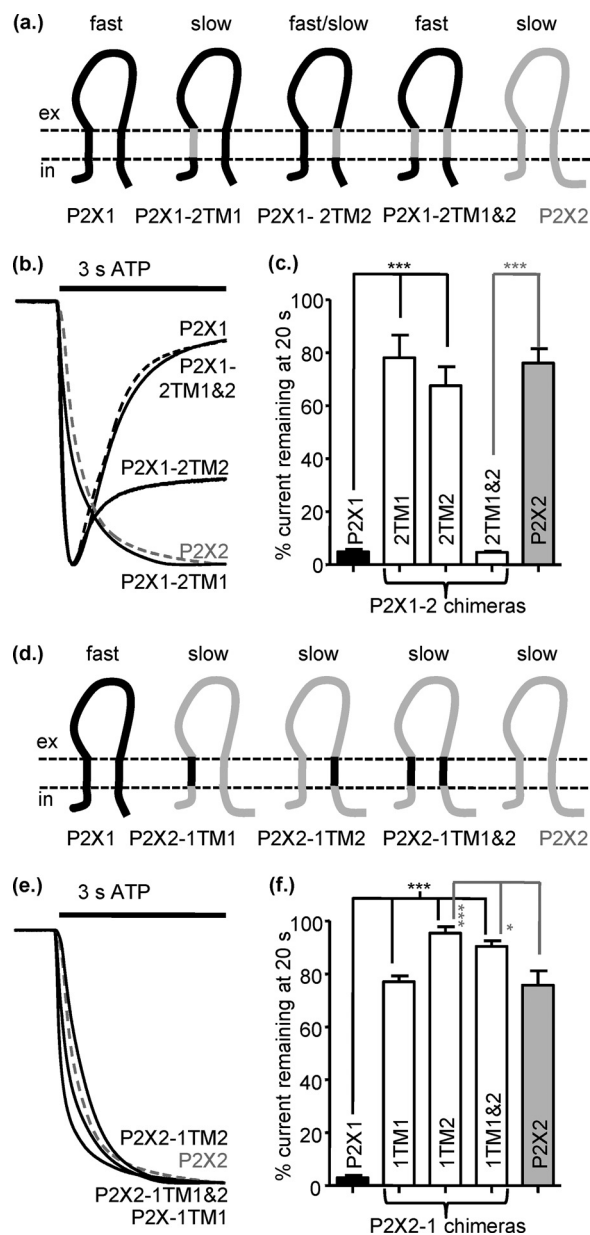 (a.)
fast slow fast/slow fast slow
ex
in
P2X1 P2X1-2TM1 P2X1- 2TM2 P2X1-2TM1&2 P2X2
(b.)
3 s ATP
P2X1
P2X1-
2TM1&2
P2X1-2TM2
P2X2
P2X1-2TM1
(c.)
*** ***
% current remaining at 20 s
100
80
60
40
20
0
P2X1
2TM1
2TM2
2TM1&2
P2X2
P2X1-2 chimeras
(d.)
fast slow slow slow slow
ex
in
P2X1 P2X2-1TM1 P2X2-1TM2 P2X2-1TM1&2 P2X2
(e.)
3 s ATP
P2X2-1TM2
P2X2
P2X2-1TM1&2
P2X-1TM1
(f.)
***
***
*
% current remaining at 20 s
100
80
60
40
20
0
P2X1
1TM1
1TM2
1TM1&2
P2X2
P2X2-1 chimeras